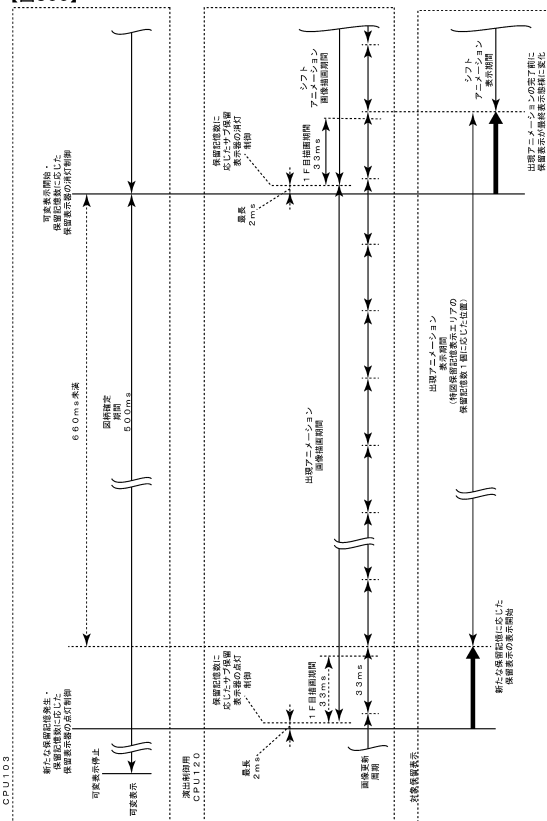 CPU103
新たな保留記憶発生・
保留記憶数に応じた
保留表示器の点灯制御
可変表示停止
可変表示
660ms未満
図柄確定
期間
500ms
可変表示開始・
保留記憶数に応じた
保留表示器の消灯制御
演出制御用
CPU120
最長
2ms
保留記憶数に
応じたサブ保留
表示器の点灯
制御
1F目描画期間
33ms
33ms
画像更新
周期
出現アニメーション
画像描画期間
最長
2ms
保留記憶数に
応じたサブ保留
表示器の消灯
制御
1F目描画期間
33ms
シフト
アニメーション
画像描画期間
対象保留表示
新たな保留記憶に応じた
保留表示の表示開始
出現アニメーション
表示期間
(特図保留記憶表示エリアの
保留記憶数1個に応じた位置)
シフト
アニメーション
表示期間
出現アニメーションの完了前に
保留表示が最終表示態様に変化